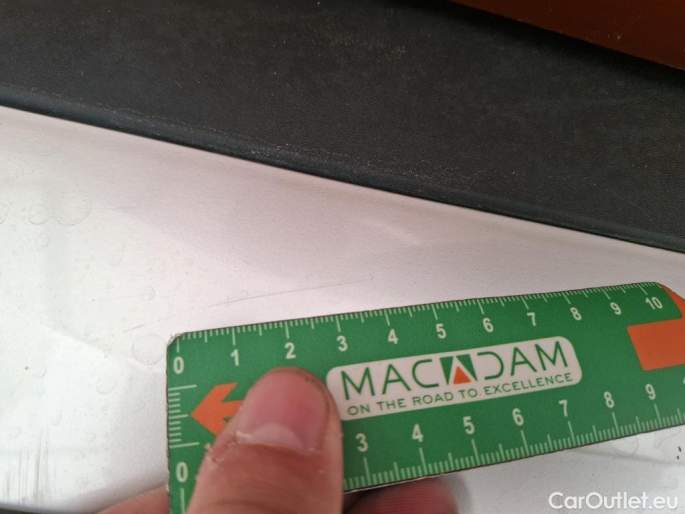 0 1 2 3 4 5 6 7 8 9 10
MACADAM
ON THE ROAD TO EXCELLENCE
0 1 3 4 5 6 7 8 9
CarOutlet.eu